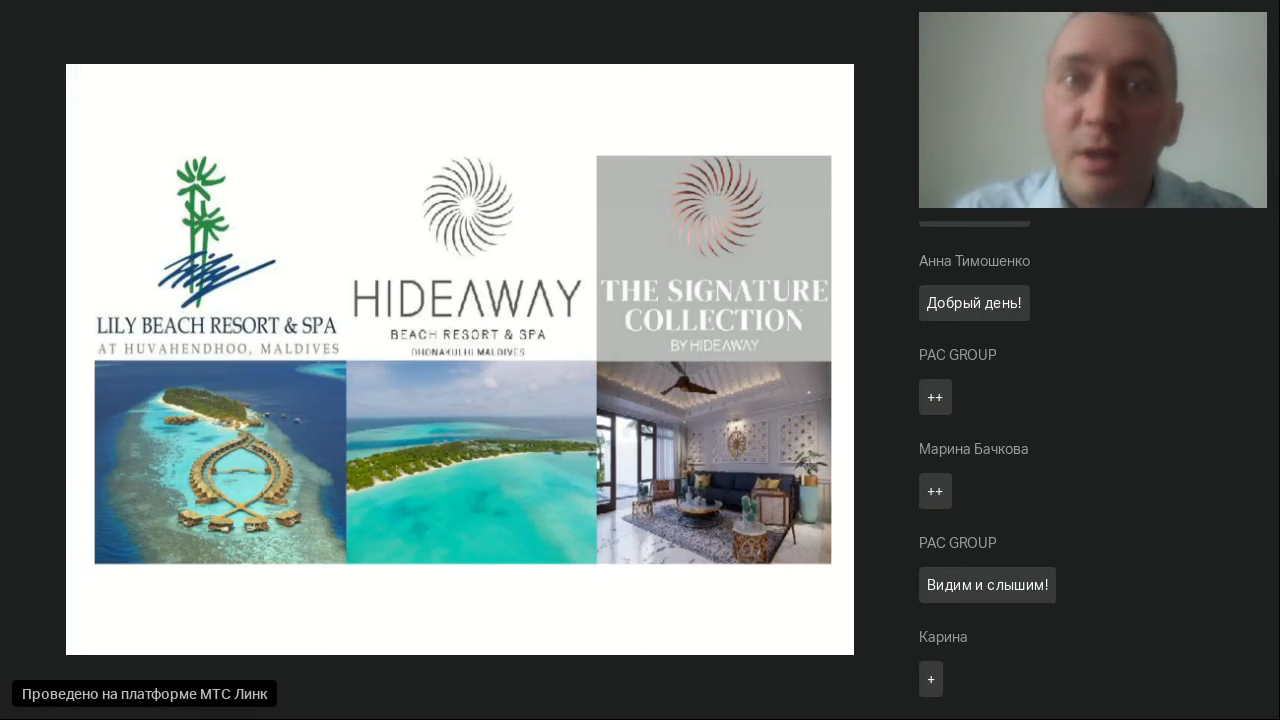 LILY BEACH RESORT & SPA
AT HUVAHENDHOO, MALDIVES
HIDEAWAY
BEACH RESORT & SPA
DHONAKULHI MALDIVES
THE SIGNATURE
COLLECTION
BY HIDEAWAY
Анна Тимошенко
Добрый день!
PAC GROUP
++
Марина Бачкова
++
PAC GROUP
Видим и слышим!
Карина
+
Проведено на платформе МТС Линк